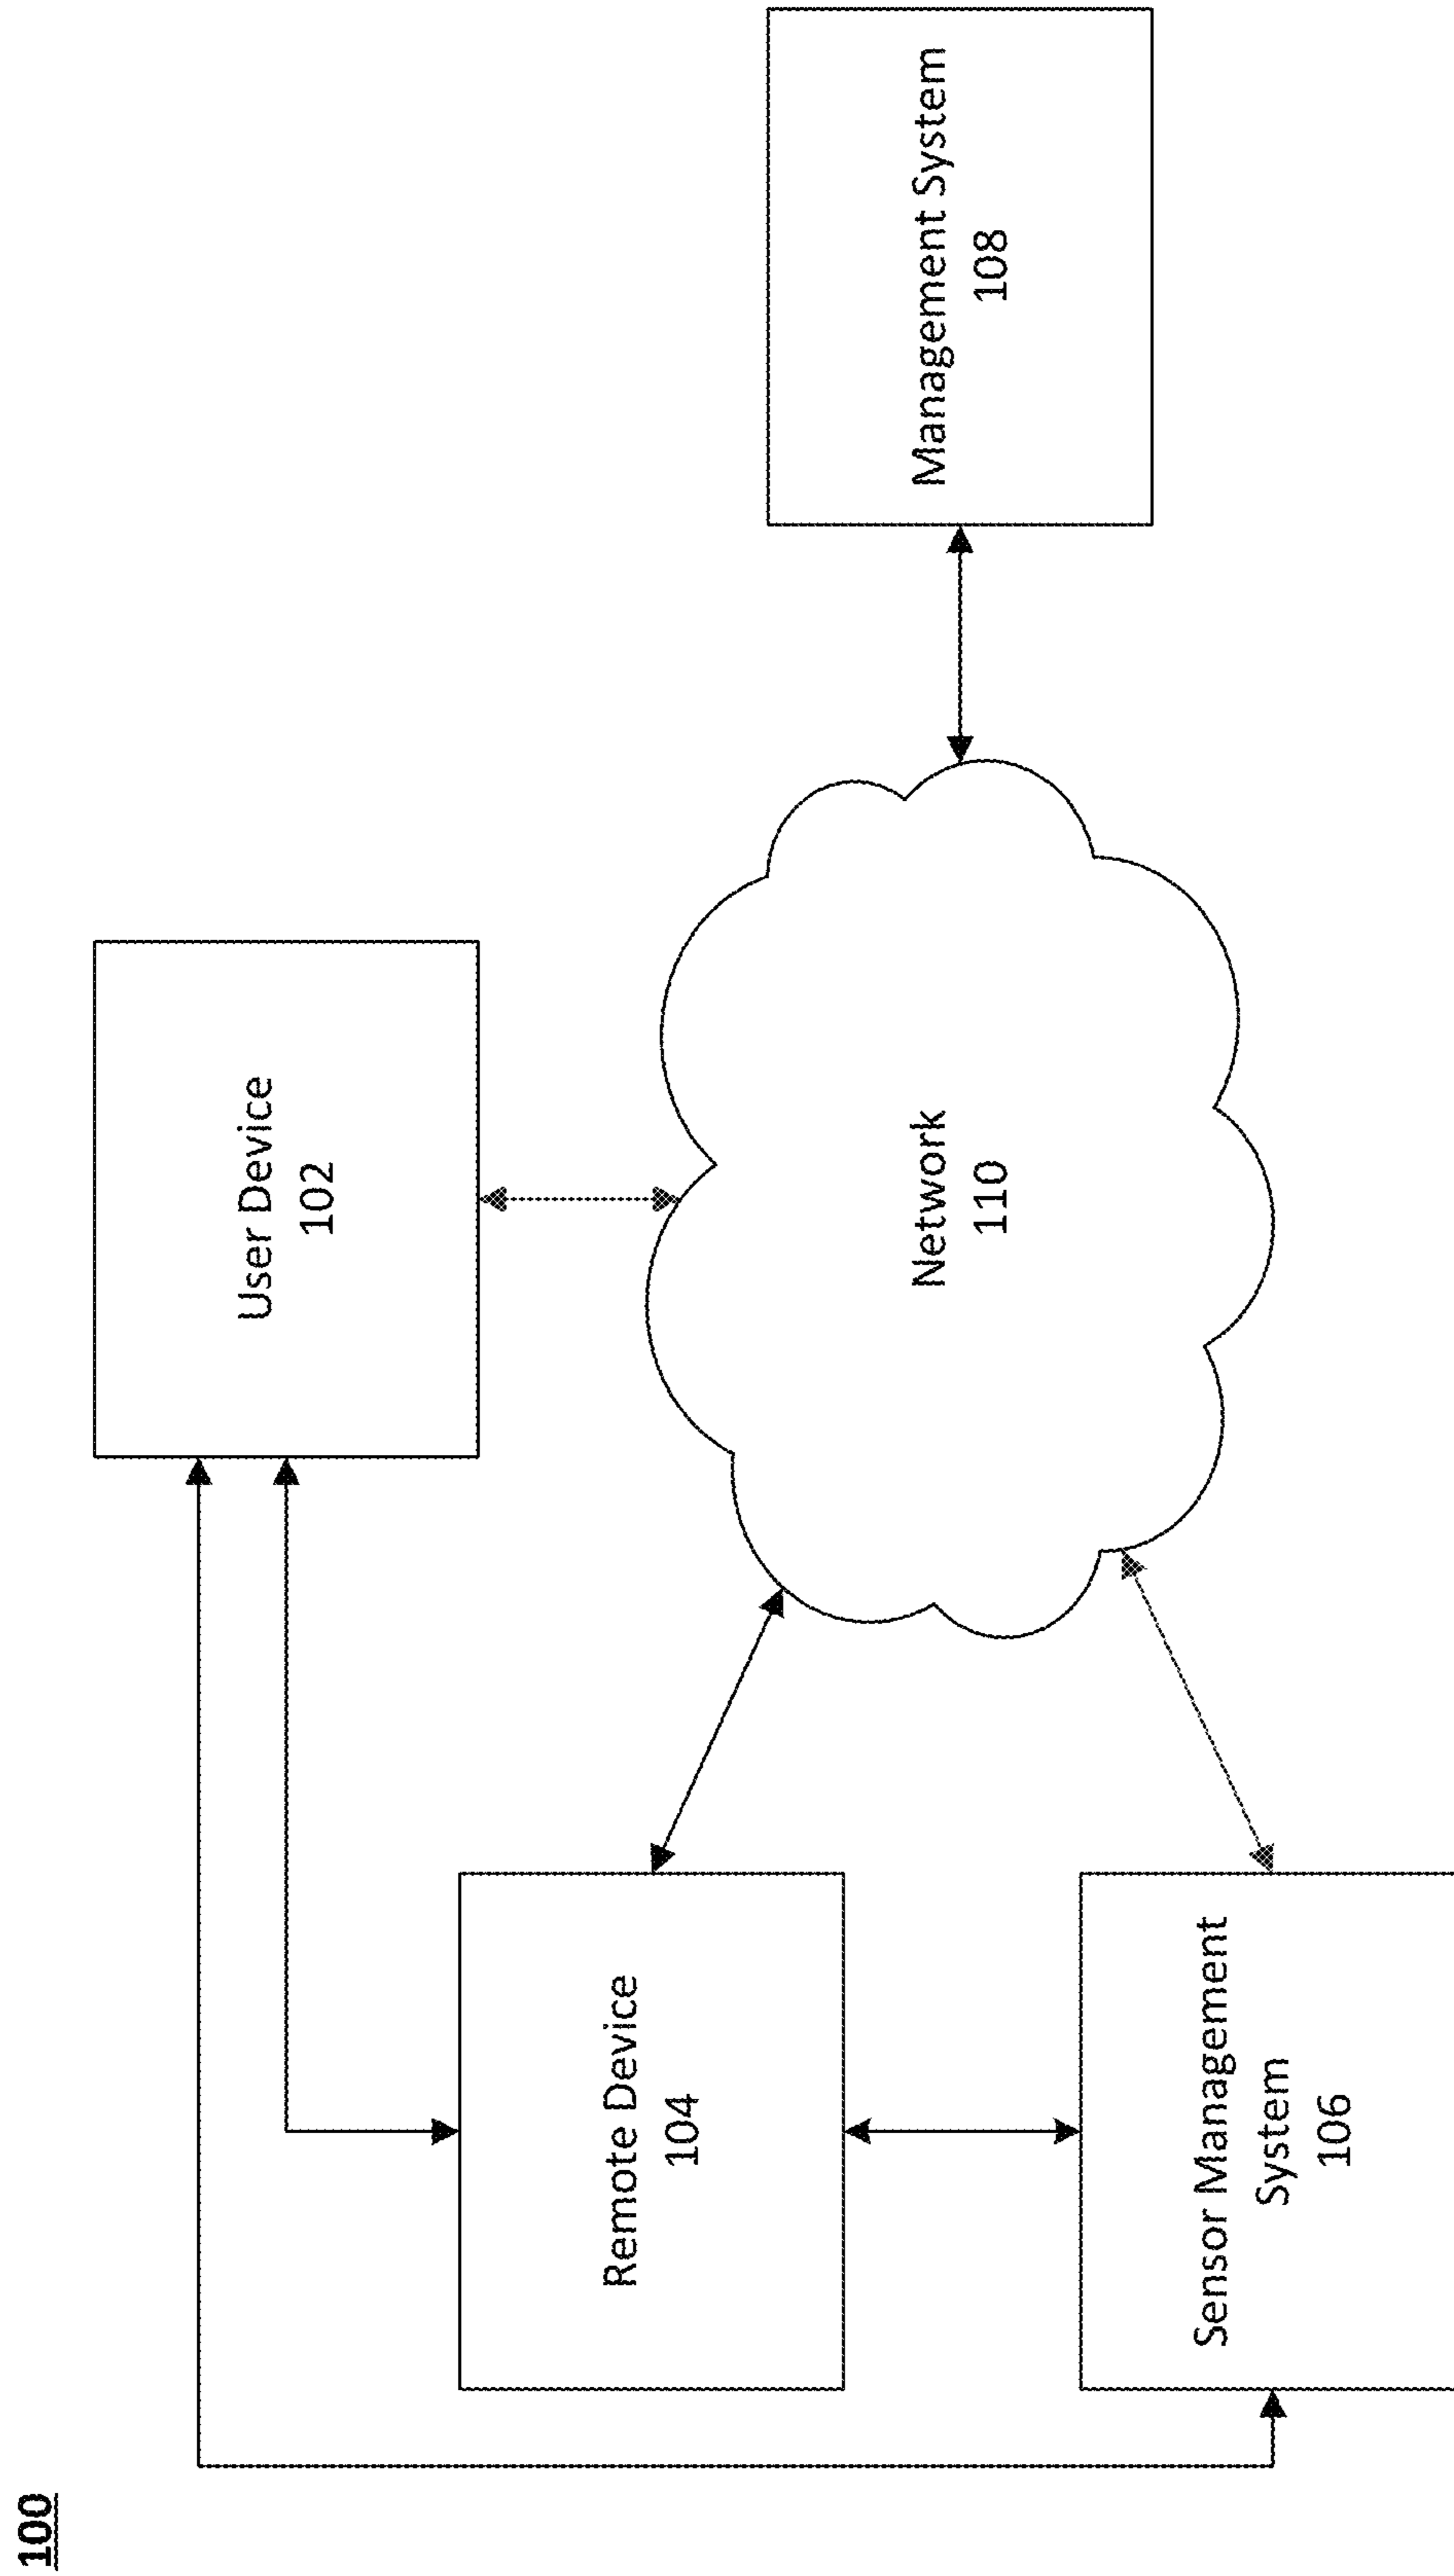 100
User Device
102
Remote Device
104
Network
110
Management System
108
Sensor Management
System
106